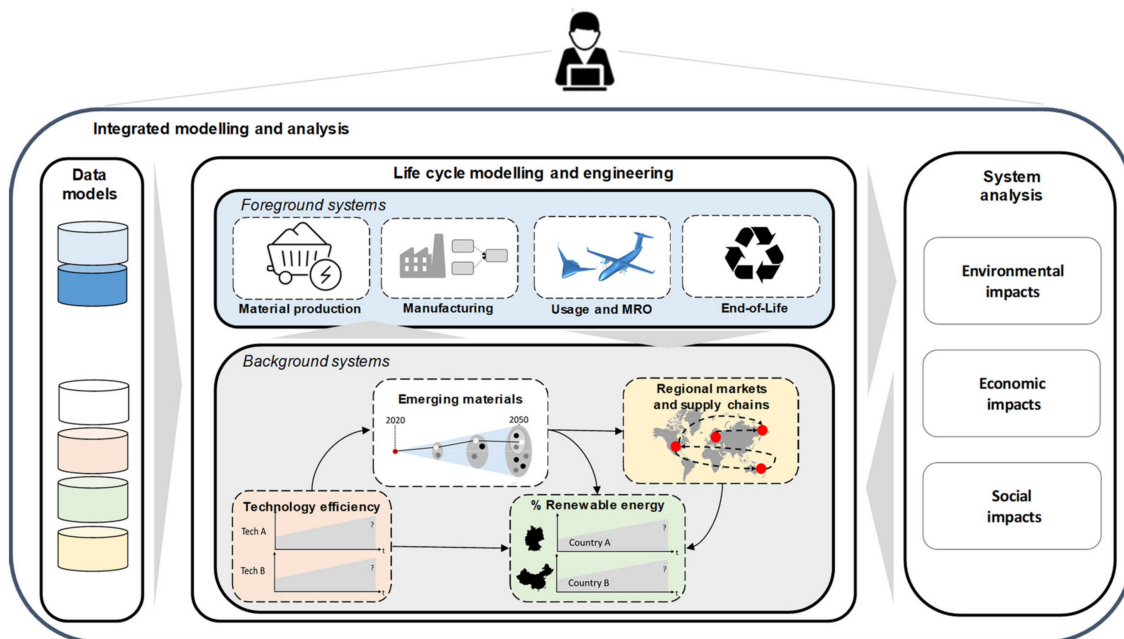 Integrated modelling and analysis
Data
models
Life cycle modelling and engineering
Foreground systems
Material production
Manufacturing
Usage and MRO
End-of-Life
Background systems
Emerging materials
2020
2050
Regional markets
and supply chains
Technology efficiency
Tech A
?
t
Tech B
?
t
% Renewable energy
Country A
?
t
Country B
?
t
System
analysis
Environmental
impacts
Economic
impacts
Social
impacts